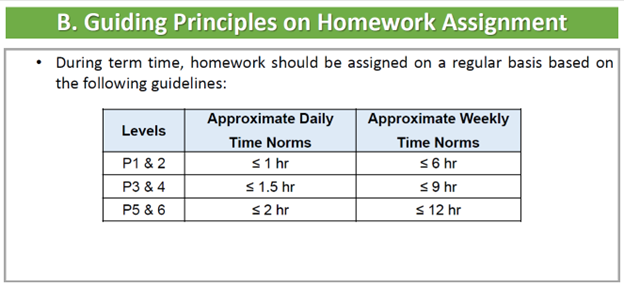 B. Guiding Principles on Homework Assignment
• During term time, homework should be assigned on a regular basis based on
the following guidelines:
Levels Approximate Daily Time Norms Approximate Weekly Time Norms
P1 & 2 ≤ 1 hr ≤ 6 hr
P3 & 4 ≤ 1.5 hr ≤ 9 hr
P5 & 6 ≤ 2 hr ≤ 12 hr